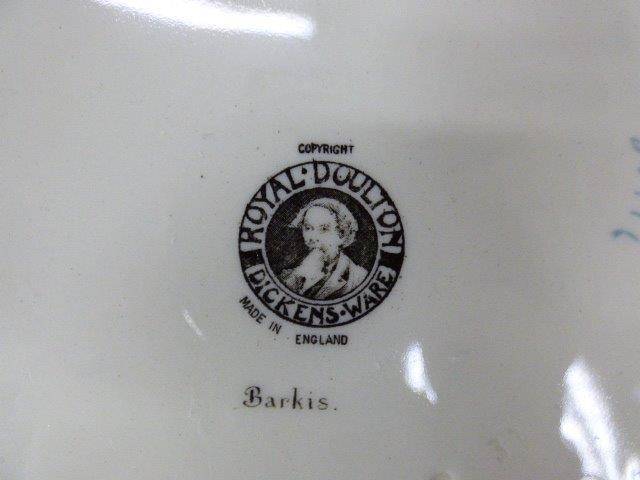 COPYRIGHT
ROYAL·DOULTON
DICKENS·WARE
MADE IN ENGLAND
Barkis.